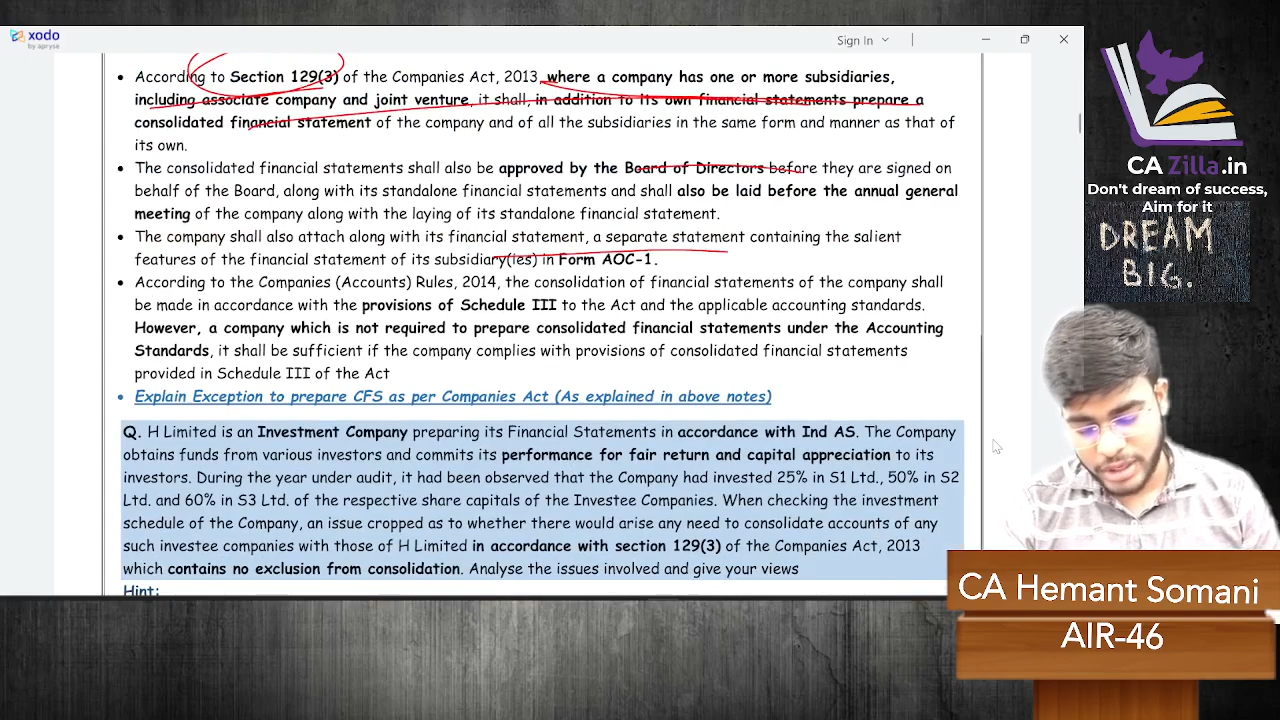 xodo
by apryse
Sign In
According to Section 129(3) of the Companies Act, 2013, where a company has one or more subsidiaries,
including associate company and joint venture, it shall, in addition to its own financial statements prepare a
consolidated financial statement of the company and of all the subsidiaries in the same form and manner as that of
its own.
The consolidated financial statements shall also be approved by the Board of Directors before they are signed on
behalf of the Board, along with its standalone financial statements and shall also be laid before the annual general
meeting of the company along with the laying of its standalone financial statement.
The company shall also attach along with its financial statement, a separate statement containing the salient
features of the financial statement of its subsidiary(ies) in Form AOC-1.
According to the Companies (Accounts) Rules, 2014, the consolidation of financial statements of the company shall
be made in accordance with the provisions of Schedule III to the Act and the applicable accounting standards.
However, a company which is not required to prepare consolidated financial statements under the Accounting
Standards, it shall be sufficient if the company complies with provisions of consolidated financial statements
provided in Schedule III of the Act
Explain Exception to prepare CFS as per Companies Act (As explained in above notes)
Q. H Limited is an Investment Company preparing its Financial Statements in accordance with Ind AS. The Company
obtains funds from various investors and commits its performance for fair return and capital appreciation to its
investors. During the year under audit, it had been observed that the Company had invested 25% in S1 Ltd., 50% in S2
Ltd. and 60% in S3 Ltd. of the respective share capitals of the Investee Companies. When checking the investment
schedule of the Company, an issue cropped as to whether there would arise any need to consolidate accounts of any
such investee companies with those of H Limited in accordance with section 129(3) of the Companies Act, 2013
which contains no exclusion from consolidation. Analyse the issues involved and give your views
Hint:
CA Zilla.in
Don't dream of success,
Aim for it
DREAM
BIG.
CA Hemant Somani
AIR-46